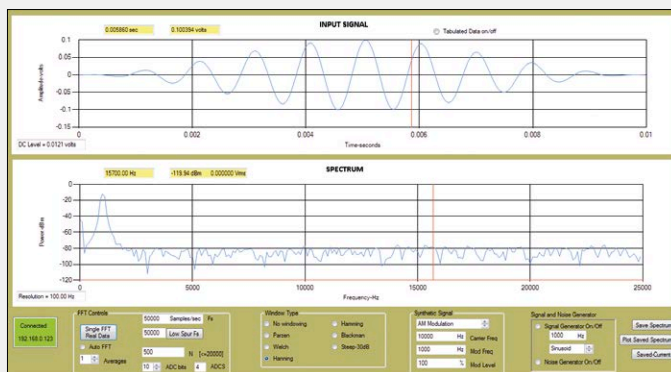 INPUT SIGNAL
0.005860 sec 0.100394 volts Tabulated Data on/off
Amplitude-volts
0.1
0.05
0
-0.05
-0.1
-0.15
0 0.002 0.004 0.006 0.008 0.01
DC Level = 0.0121 volts
Time-seconds
SPECTRUM
15700.00 Hz -119.94 dBm 0.000000 Vrms
Power-dBm
0
-20
-40
-60
-80
-100
-120
0 5000 10000 15000 20000 25000
Resolution = 100.00 Hz
Frequency-Hz
Connected
192.168.0.123
FFT Controls
Single FFT
Real Data
Auto FFT
1 Averages
50000 Samples/sec Fs
50000 Low Spur Fs
500 N [<=20000]
10 ADC bits 4 ADCS
Window Type
No windowing
Parzen
Welch
Hanning
Hamming
Blackman
Steep-30dB
Synthetic Signal
AM Modulation
10000 Hz Carrier Freq
1000 Hz Mod Freq
100 % Mod Level
Signal and Noise Generator
Signal Generator On/Off
1000 Hz
Sinusoid
Noise Generator On/Off
Save Spectrum
Plot Saved Spectrum
Saved-Current